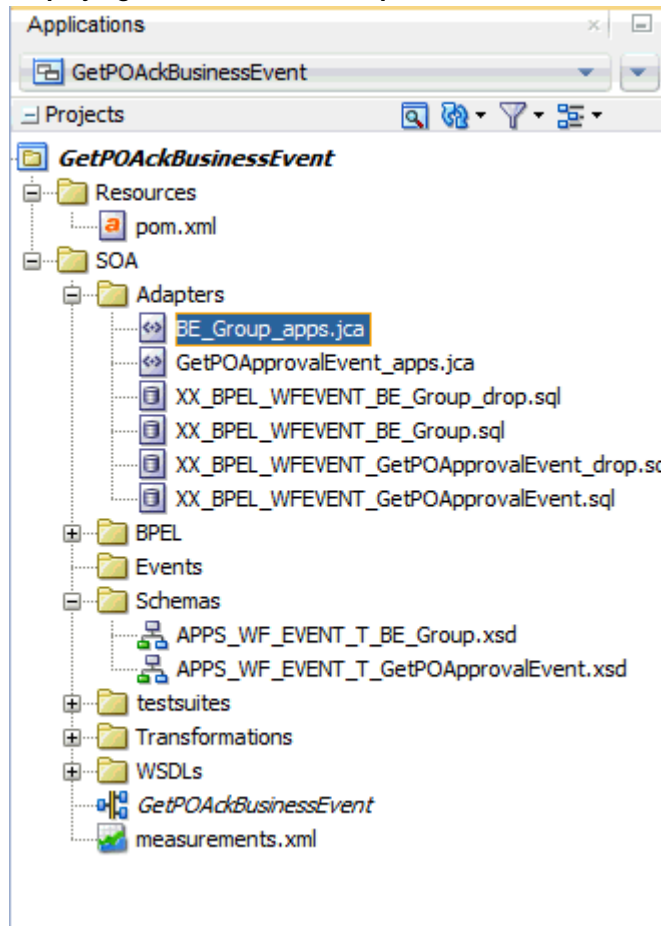 Applications
GetPOAckBusinessEvent
Projects
GetPOAckBusinessEvent
Resources
pom.xml
SOA
Adapters
BE_Group_apps.jca
GetPOApprovalEvent_apps.jca
XX_BPEL_WFEVENT_BE_Group_drop.sql
XX_BPEL_WFEVENT_BE_Group.sql
XX_BPEL_WFEVENT_GetPOApprovalEvent_drop.sc
XX_BPEL_WFEVENT_GetPOApprovalEvent.sql
BPEL
Events
Schemas
APPS_WF_EVENT_T_BE_Group.xsd
APPS_WF_EVENT_T_GetPOApprovalEvent.xsd
testsuites
Transformations
WSDLs
GetPOAckBusinessEvent
measurements.xml